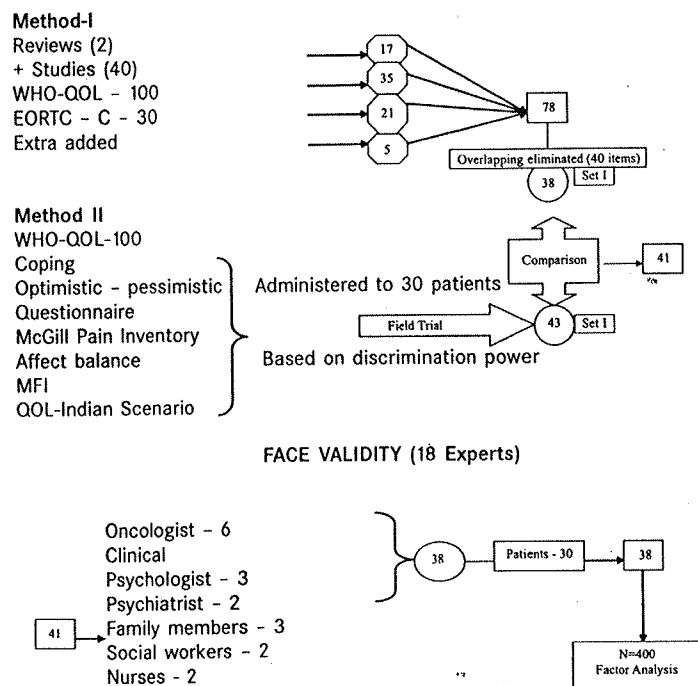 Method-I
Reviews (2)
+ Studies (40)
WHO-QOL - 100
EORTC - C - 30
Extra added
17
35
21
5
78
Overlapping eliminated (40 items)
38
Set I
Method II
WHO-QOL-100
Coping
Optimistic - pessimistic
Questionnaire
McGill Pain Inventory
Affect balance
MFI
QOL-Indian Scenario
Administered to 30 patients
Based on discrimination power
Comparison
41
Field Trial
43
Set I
FACE VALIDITY (18 Experts)
41
Oncologist - 6
Clinical
Psychologist - 3
Psychiatrist - 2
Family members - 3
Social workers - 2
Nurses - 2
38
Patients - 30
38
N=400
Factor Analysis